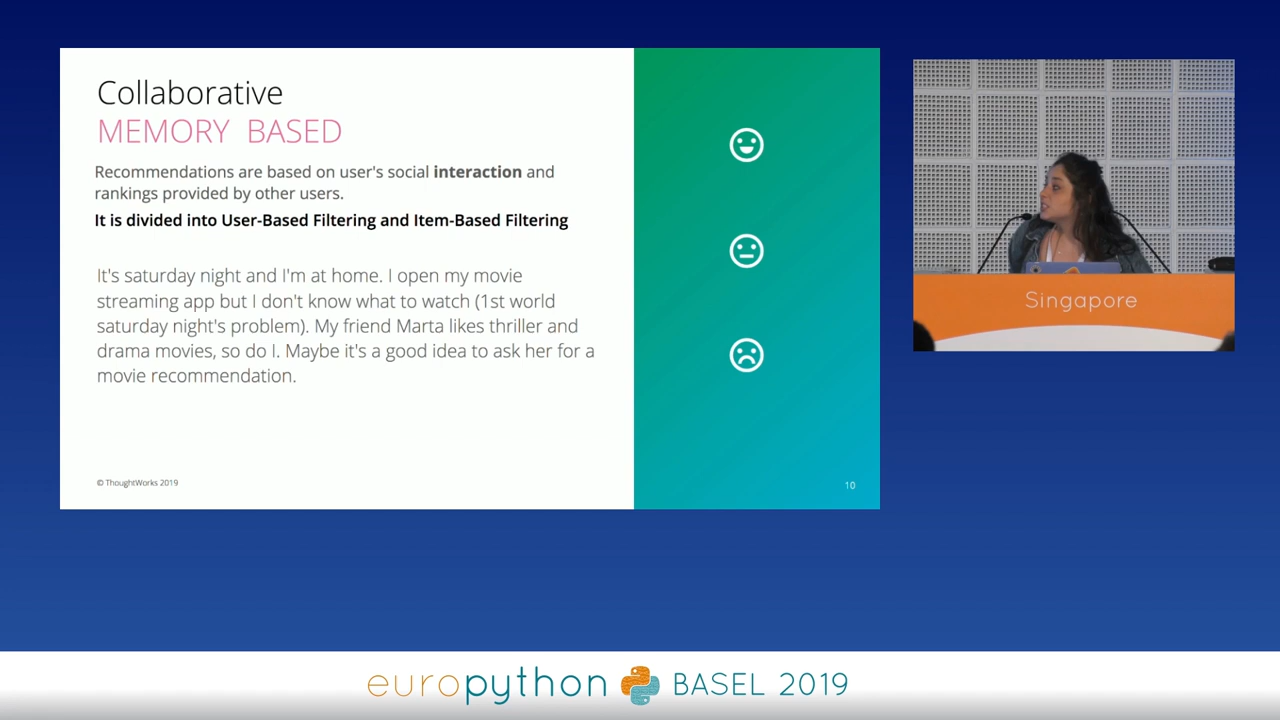 Collaborative
MEMORY BASED
Recommendations are based on user's social interaction and
rankings provided by other users.
It is divided into User-Based Filtering and Item-Based Filtering
It's saturday night and I'm at home. I open my movie
streaming app but I don't know what to watch (1st world
saturday night's problem). My friend Marta likes thriller and
drama movies, so do I. Maybe it's a good idea to ask her for a
movie recommendation.
© ThoughtWorks 2019
10
Singapore
europython BASEL 2019